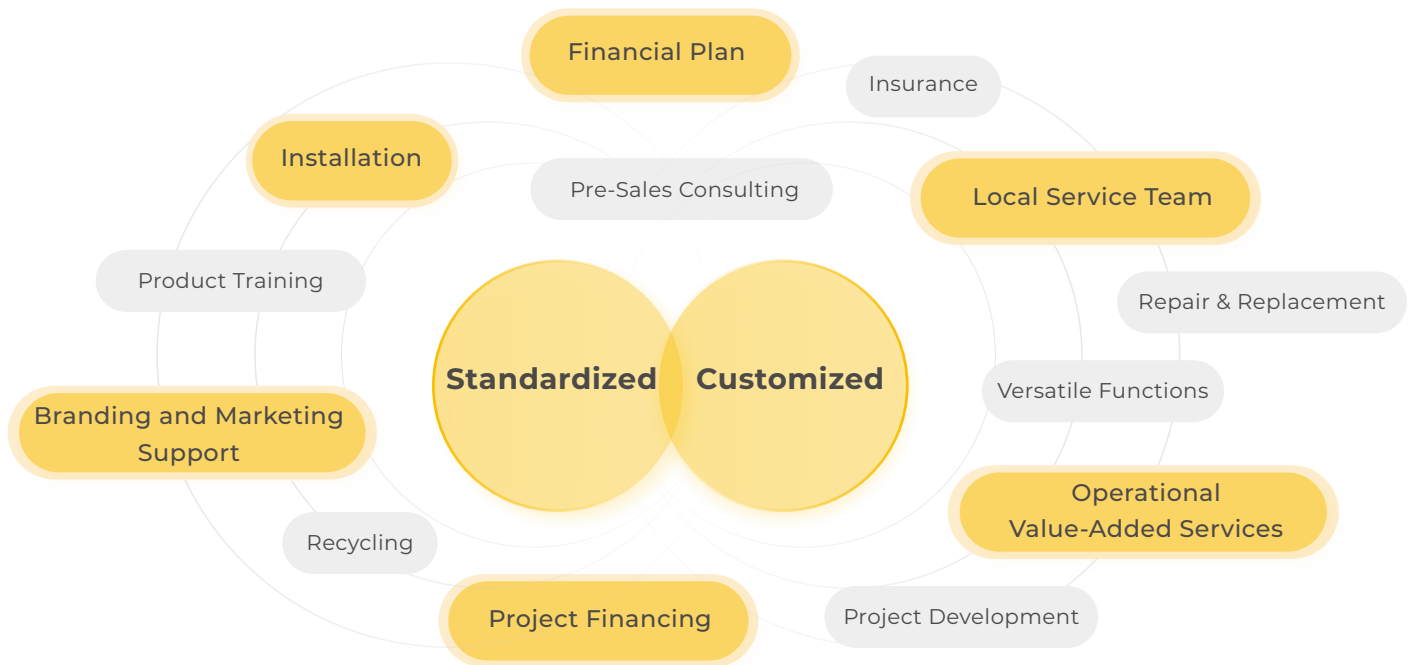 Financial Plan
Insurance
Installation
Pre-Sales Consulting
Local Service Team
Product Training
Repair & Replacement
Standardized
Customized
Versatile Functions
Branding and Marketing
Support
Operational
Value-Added Services
Recycling
Project Financing
Project Development